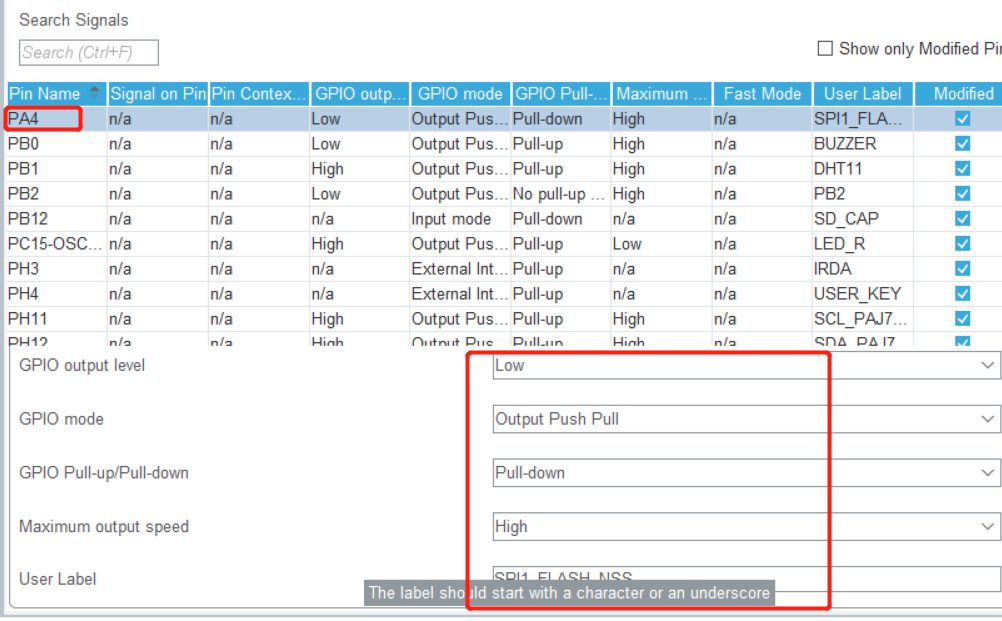 Search Signals
Search (Ctrl+F)
Show only Modified Pin
Pin Name Signal on Pin Pin Contex... GPIO outp... GPIO mode GPIO Pull-... Maximum ... Fast Mode User Label Modified
PA4 n/a n/a Low Output Pus... Pull-down High n/a SPI1_FLA...
PB0 n/a n/a Low Output Pus... Pull-up High n/a BUZZER
PB1 n/a n/a High Output Pus... Pull-up High n/a DHT11
PB2 n/a n/a Low Output Pus... No pull-up ... High n/a PB2
PB12 n/a n/a n/a Input mode Pull-down n/a n/a SD_CAP
PC15-OSC... n/a n/a High Output Pus... Pull-up Low n/a LED_R
PH3 n/a n/a n/a External Int... Pull-up n/a n/a IRDA
PH4 n/a n/a n/a External Int... Pull-up n/a n/a USER_KEY
PH11 n/a n/a High Output Pus... Pull-up High n/a SCL_PAJ7...
PH12 n/a n/a High Output Pus... Pull-up High n/a SDA_PAJ7...
GPIO output level Low
GPIO mode Output Push Pull
GPIO Pull-up/Pull-down Pull-down
Maximum output speed High
User Label SPI1_FLASH_NSS
The label should start with a character or an underscore